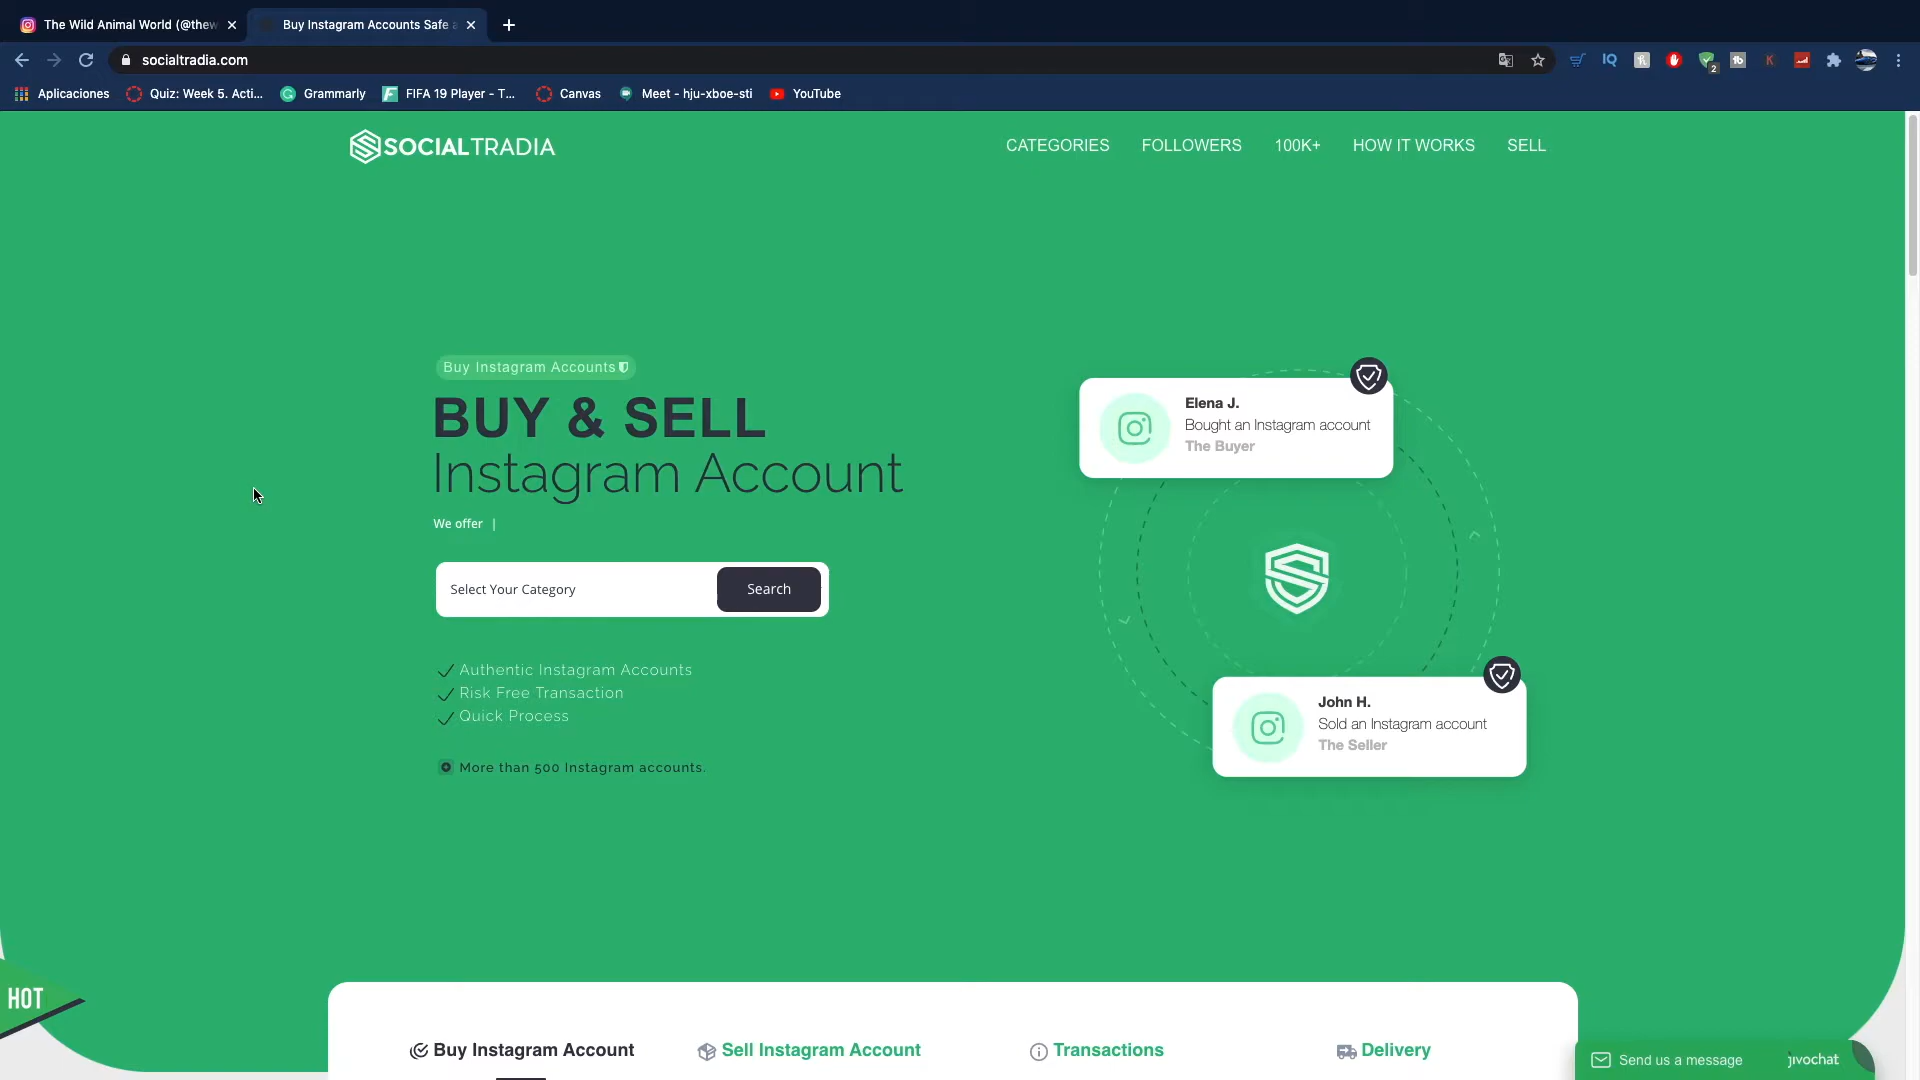 The Wild Animal World (@thew
Buy Instagram Accounts Safe a
socialtradia.com
2
Aplicaciones
Quiz: Week 5. Acti...
Grammarly
FIFA 19 Player - T...
Canvas
Meet - hju-xboe-sti
YouTube
SOCIALTRADIA
CATEGORIES
FOLLOWERS
100K+
HOW IT WORKS
SELL
Buy Instagram Accounts
BUY & SELL
Instagram Account
We offer |
Select Your Category
Search
Authentic Instagram Accounts
Risk Free Transaction
Quick Process
More than 500 Instagram accounts.
Elena J.
Bought an Instagram account
The Buyer
John H.
Sold an Instagram account
The Seller
HOT
Buy Instagram Account
Sell Instagram Account
Transactions
Delivery
Send us a message
jivochat